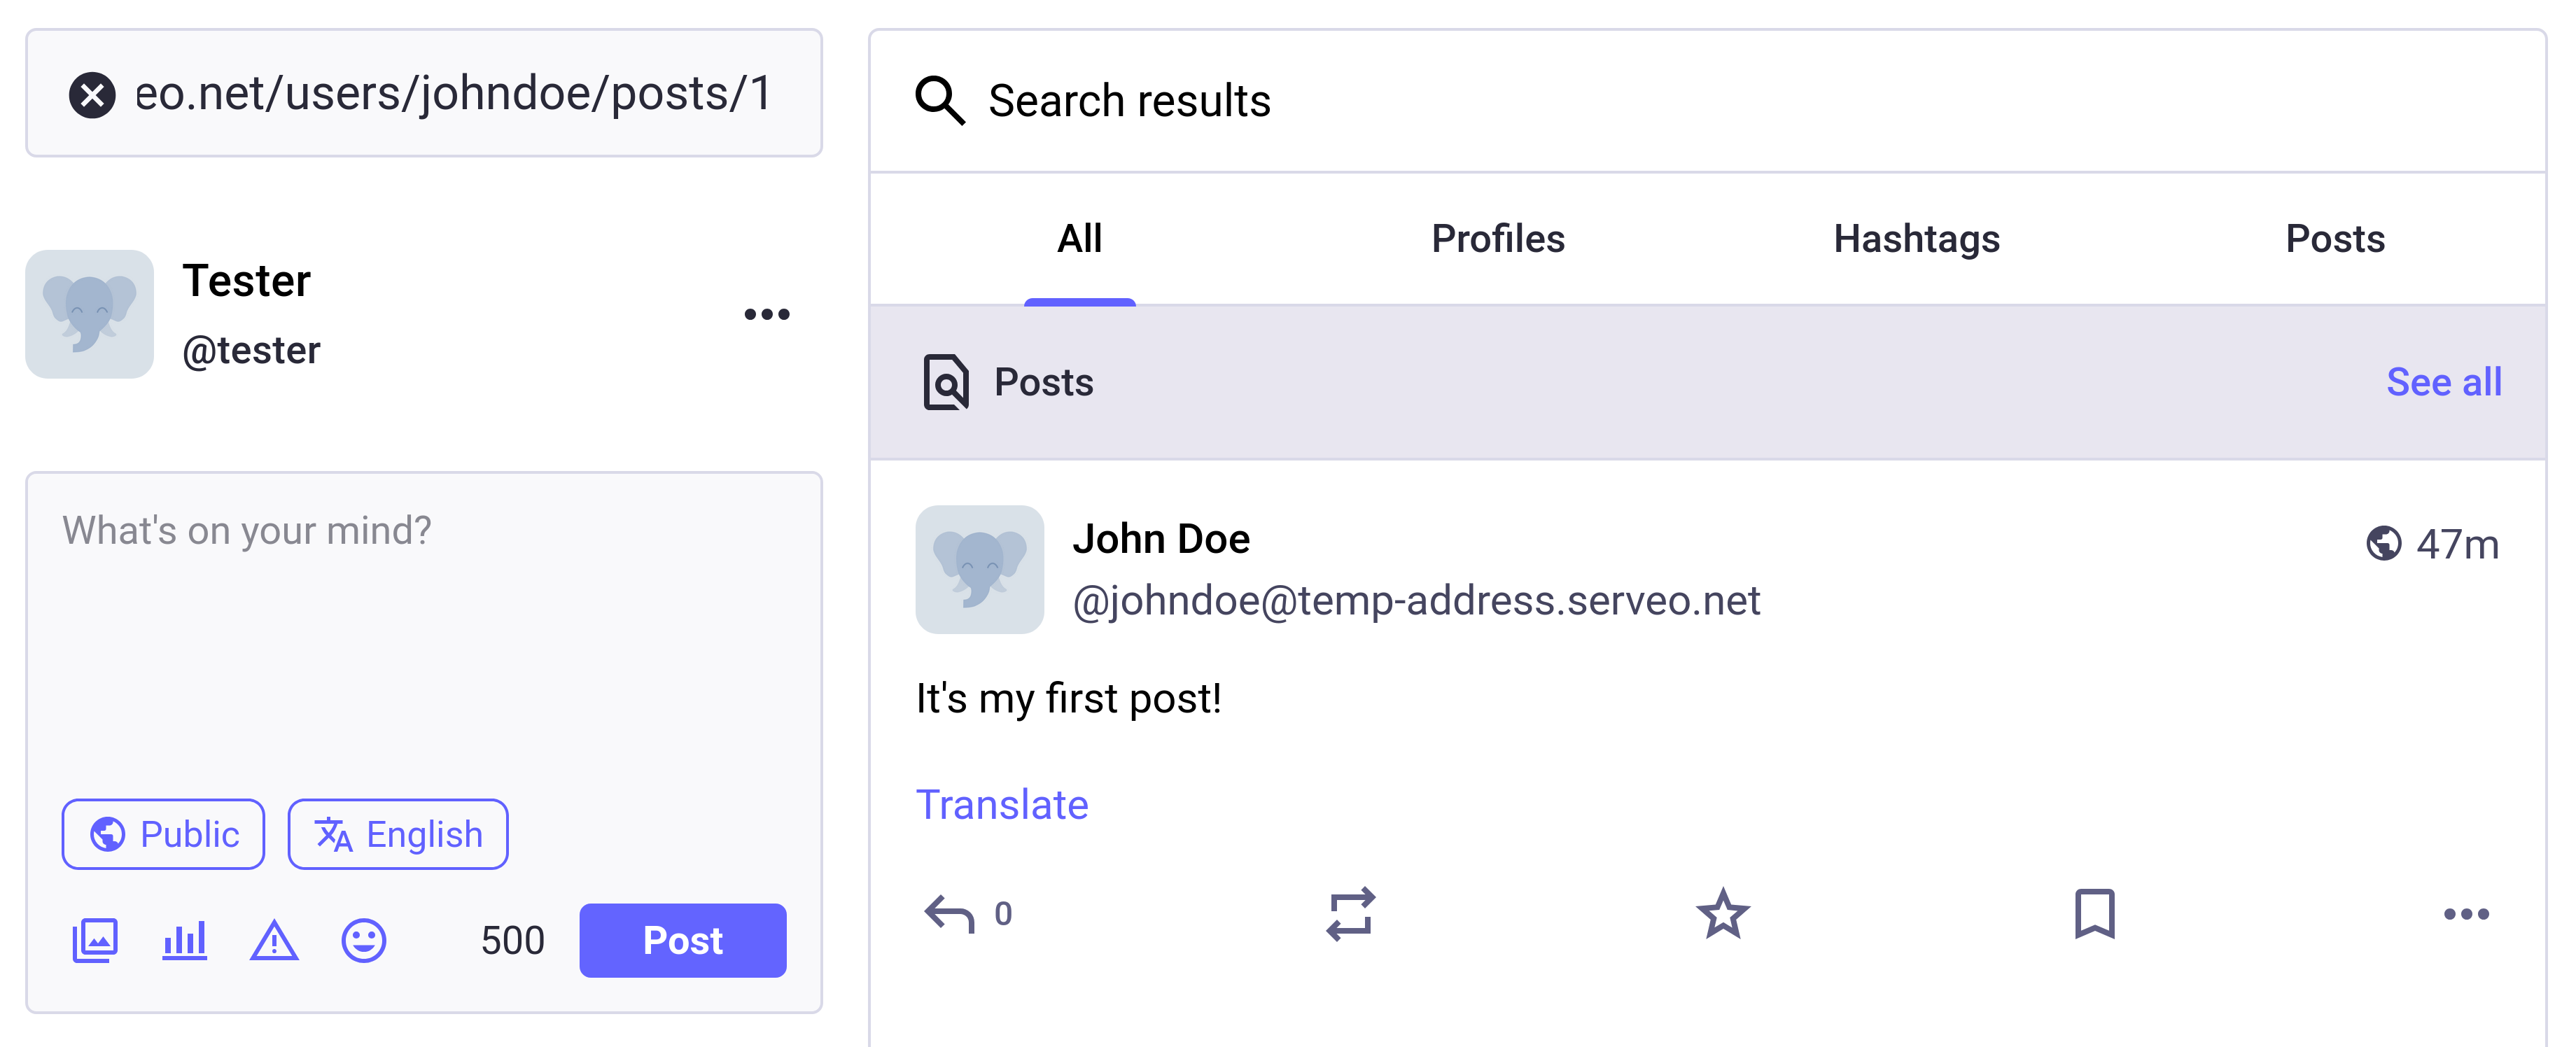 eo.net/users/johndoe/posts/1
Tester
@tester
What's on your mind?
Public
English
500
Post
Search results
All
Profiles
Hashtags
Posts
Posts
See all
John Doe
47m
@johndoe@temp-address.serveo.net
It's my first post!
Translate
0